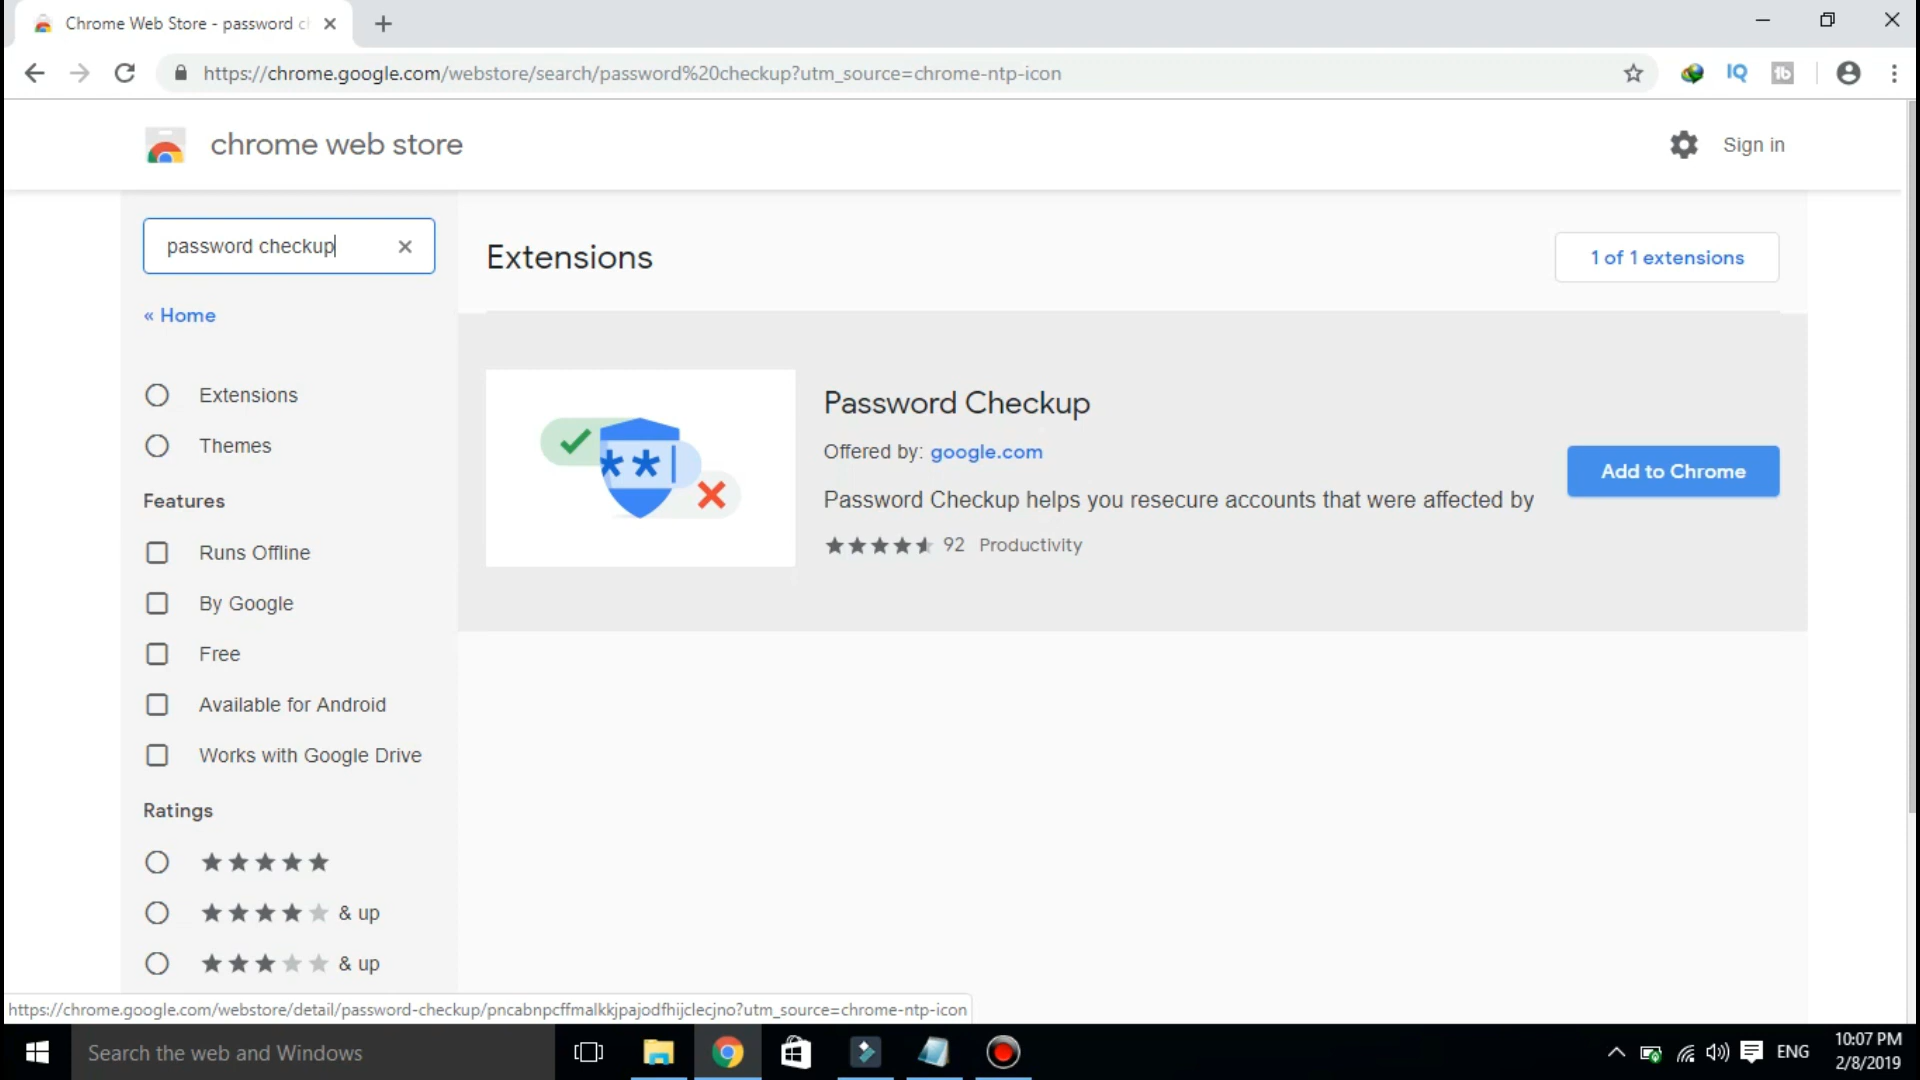 Chrome Web Store - password c
https://chrome.google.com/webstore/search/password%20checkup?utm_source=chrome-ntp-icon
IQ
tb
chrome web store
Sign in
password checkup
« Home
Extensions
Themes
Features
Runs Offline
By Google
Free
Available for Android
Works with Google Drive
Ratings
& up
& up
Extensions
1 of 1 extensions
**
Password Checkup
Offered by: google.com
Password Checkup helps you resecure accounts that were affected by
Add to Chrome
92 Productivity
https://chrome.google.com/webstore/detail/password-checkup/pncabnpcffmalkkjpajodfhijclecjno?utm_source=chrome-ntp-icon
Search the web and Windows
ENG
10:07 PM
2/8/2019